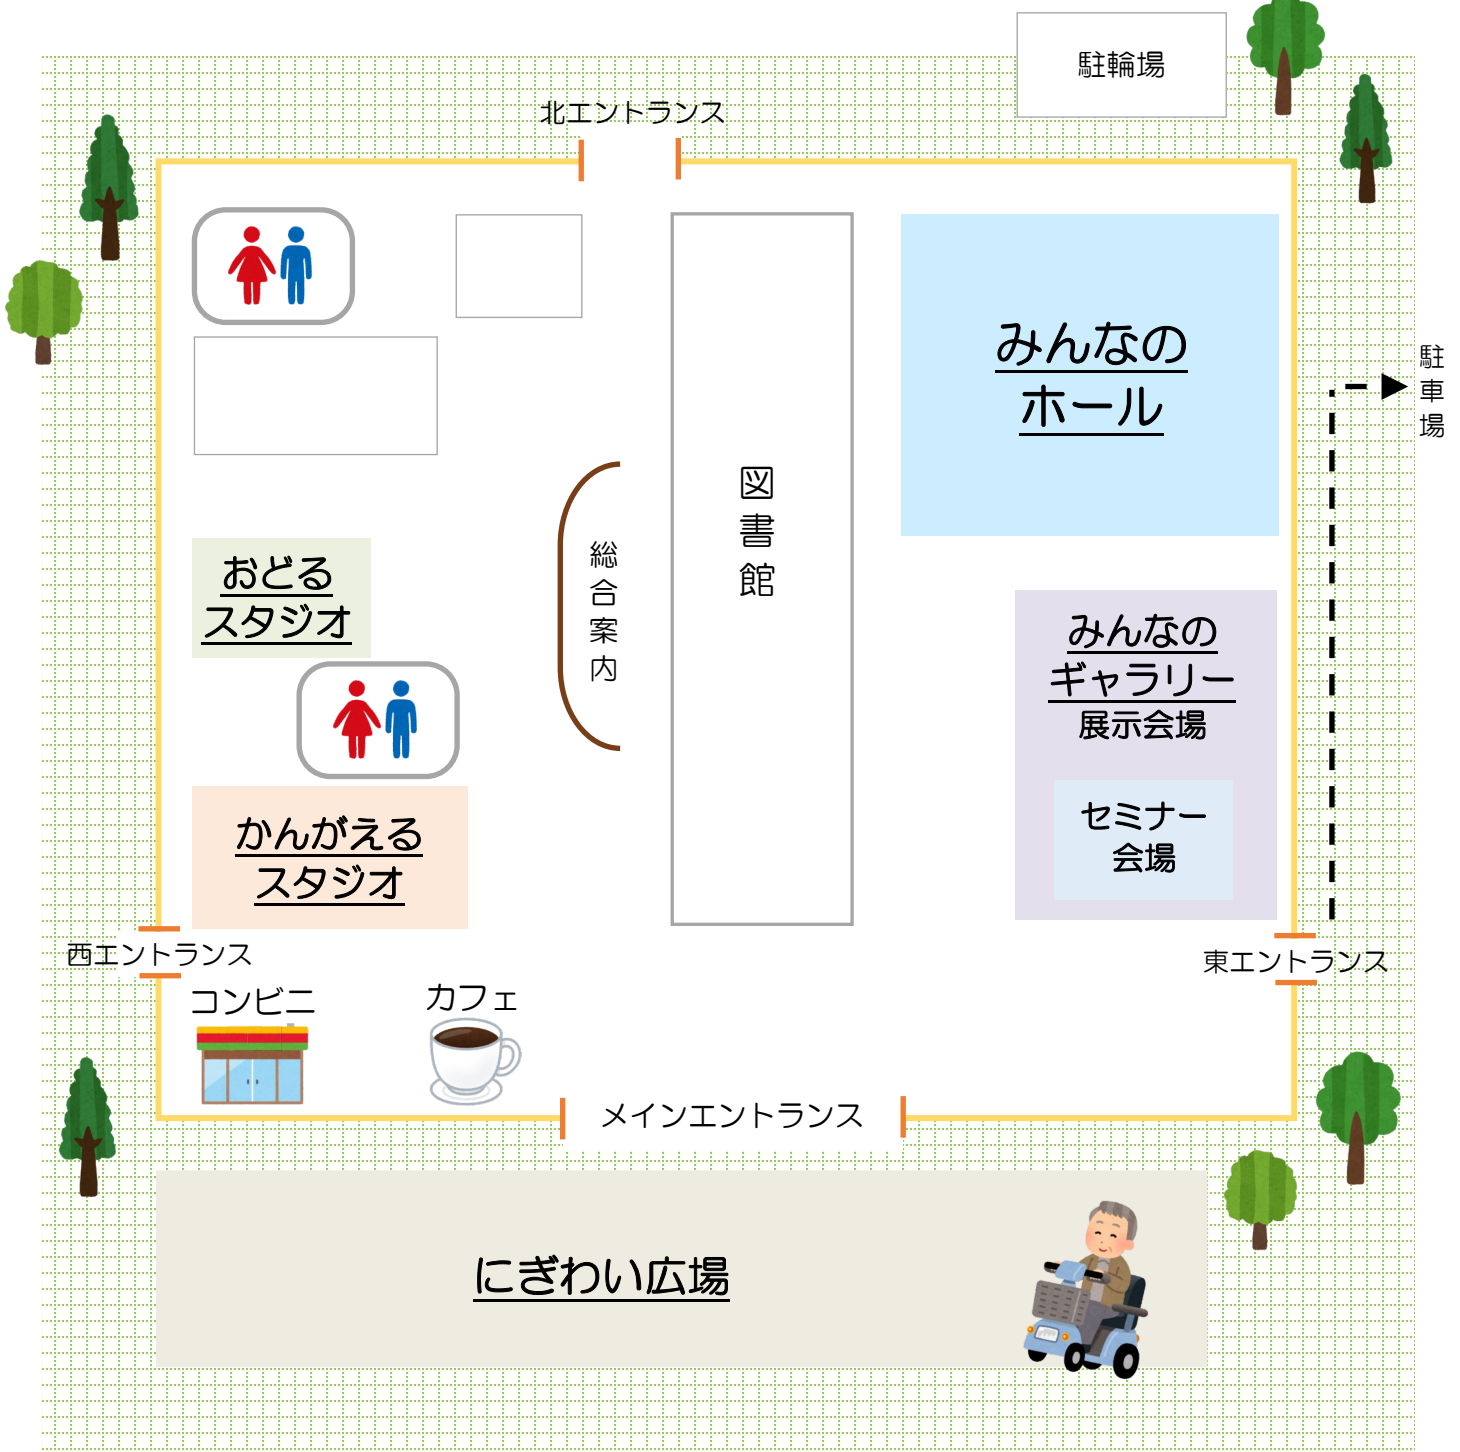 駐輪場
北エントランス
みんなの
ホール
駐車場
図書館
総合案内
おどる
スタジオ
みんなの
ギャラリー
展示会場
セミナー
会場
かんがえる
スタジオ
西エントランス
東エントランス
コンビニ
カフェ
メインエントランス
にぎわい広場